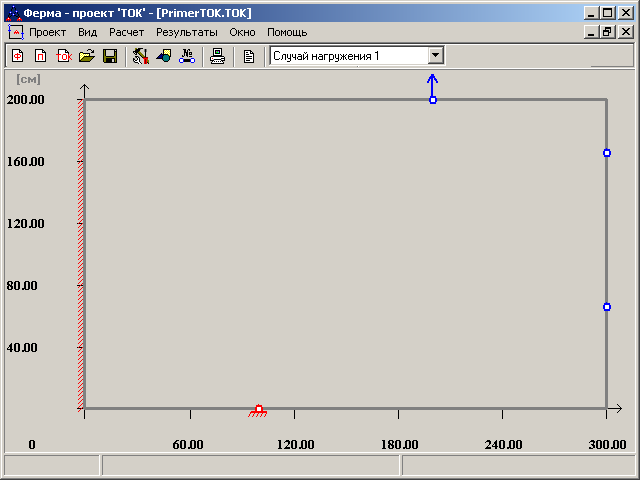 Ферма - проект 'ТОК' - [PrimerTOK.TOK]
Проект Вид Расчет Результаты Окно Помощь
Ф П ток Случай нагружения 1
[см]
200.00
160.00
120.00
80.00
40.00
0 60.00 120.00 180.00 240.00 300.00